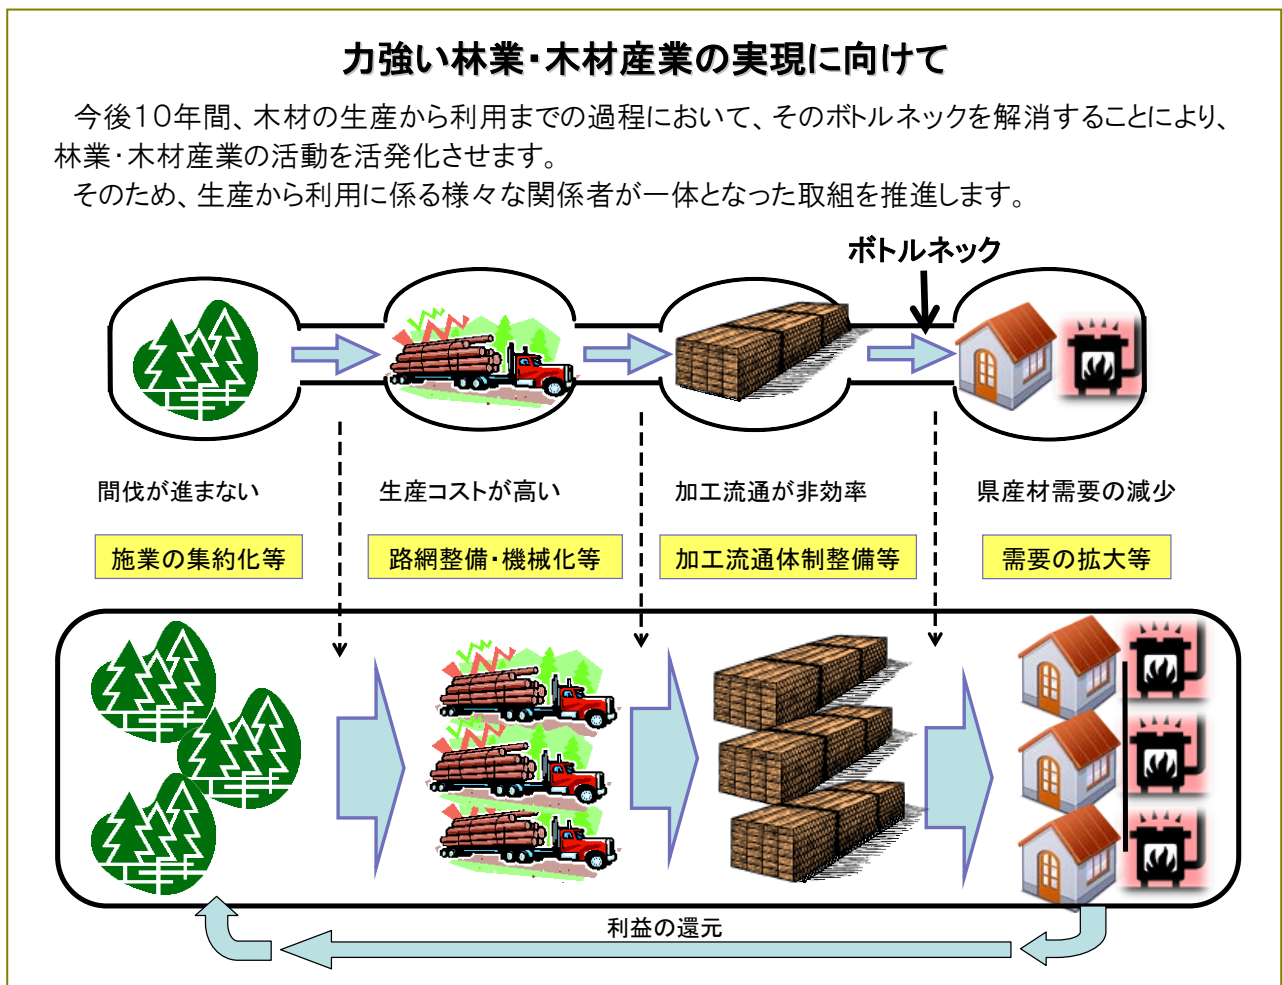 力強い林業・木材産業の実現に向けて
今後１０年間、木材の生産から利用までの過程において、そのボトルネックを解消することにより、
林業・木材産業の活動を活発化させます。
そのため、生産から利用に係る様々な関係者が一体となった取組を推進します。
ボトルネック
間伐が進まない
生産コストが高い
加工流通が非効率
県産材需要の減少
施業の集約化等
路網整備・機械化等
加工流通体制整備等
需要の拡大等
利益の還元